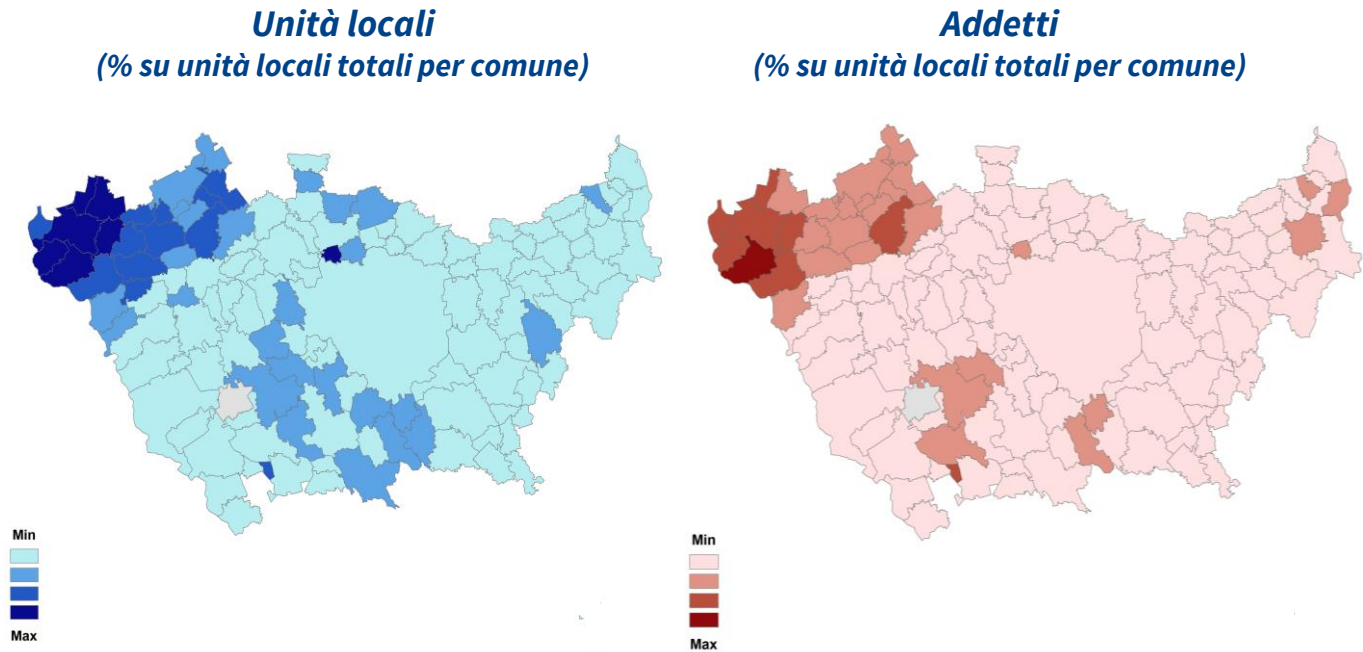 Unità locali
(% su unità locali totali per comune)
Addetti
(% su unità locali totali per comune)
Min
Max
Min
Max